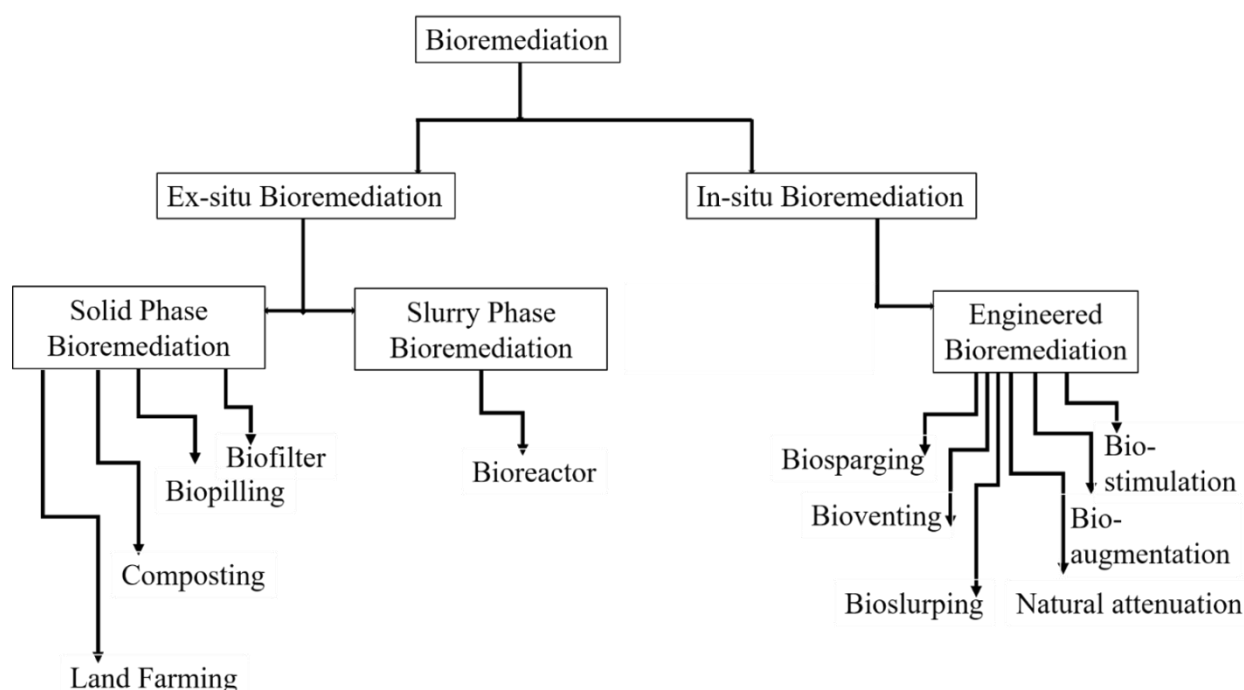 Bioremediation
Ex-situ Bioremediation
In-situ Bioremediation
Solid Phase
Bioremediation
Slurry Phase
Bioremediation
Engineered
Bioremediation
Biofilter
Biopilling
Composting
Land Farming
Bioreactor
Biosparging
Bioventing
Bioslurping
Bio-
stimulation
Bio-
augmentation
Natural attenuation